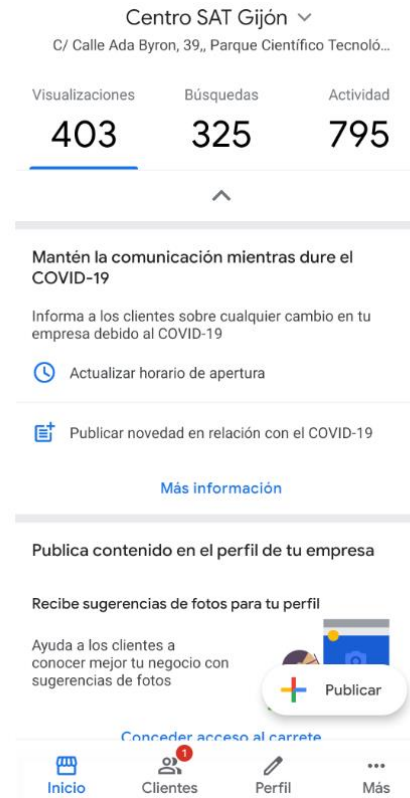 Centro SAT Gijón
C/ Calle Ada Byron, 39,, Parque Científico Tecnoló...
Visualizaciones Búsquedas Actividad
403 325 795
Mantén la comunicación mientras dure el
COVID-19
Informa a los clientes sobre cualquier cambio en tu
empresa debido al COVID-19
Actualizar horario de apertura
Publicar novedad en relación con el COVID-19
Más información
Publica contenido en el perfil de tu empresa
Recibe sugerencias de fotos para tu perfil
Ayuda a los clientes a
conocer mejor tu negocio con
sugerencias de fotos
Publicar
Conceder acceso al carrete
1
Inicio Clientes Perfil Más